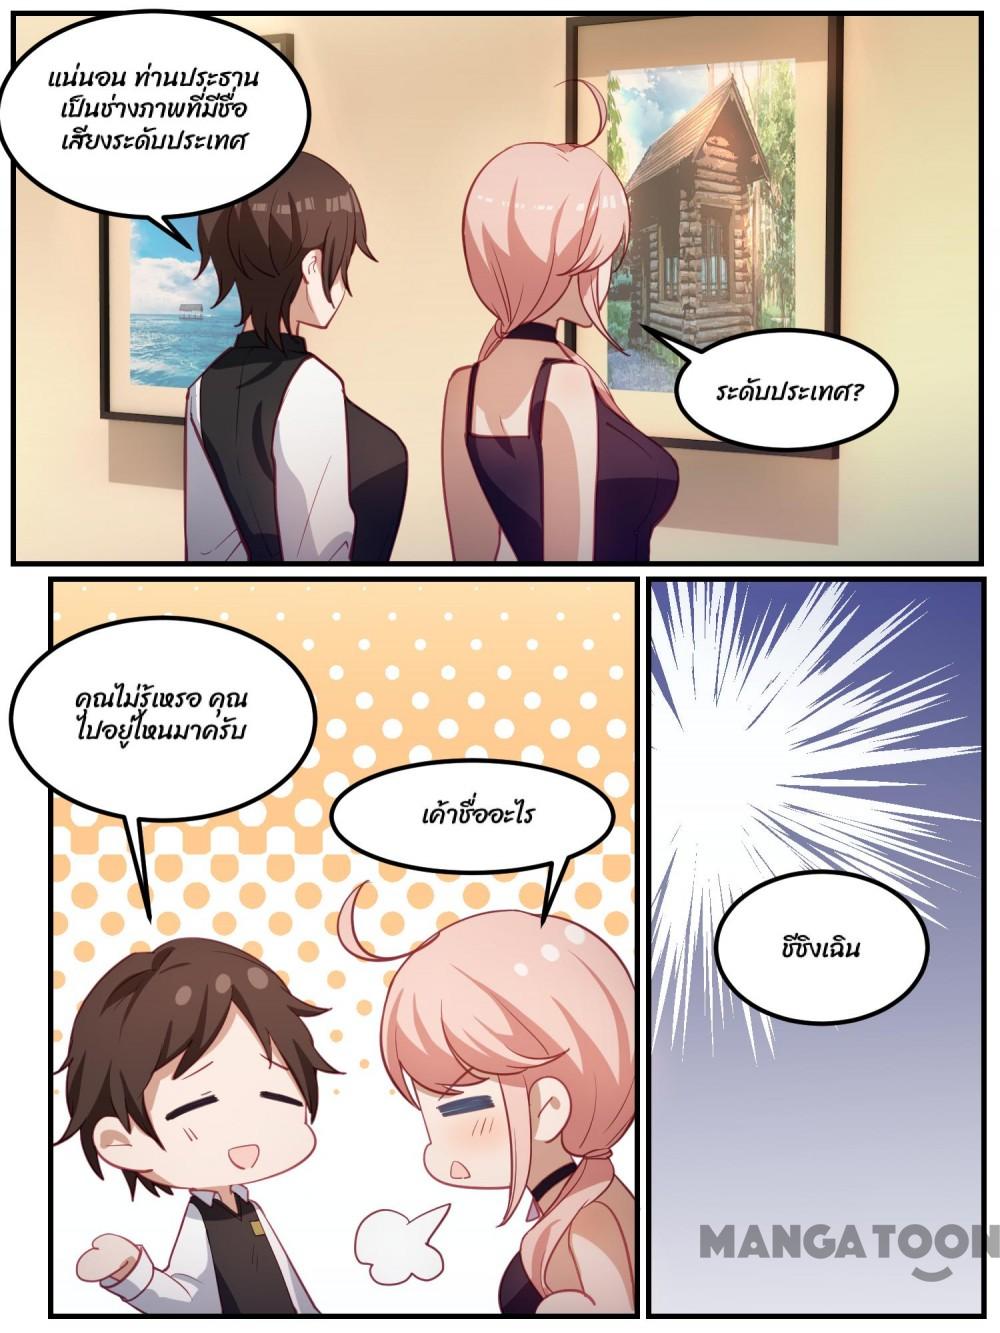 แน่นอน ท่านประธาน
เป็นช่างภาพที่มีชื่อ
เสียงระดับประเทศ
ระดับประเทศ?
คุณไม่รู้เหรอ คุณ
ไปอยู่ไหนมาครับ
เค้าชื่ออะไร
ชีชิงเฉิน
MANGATOON